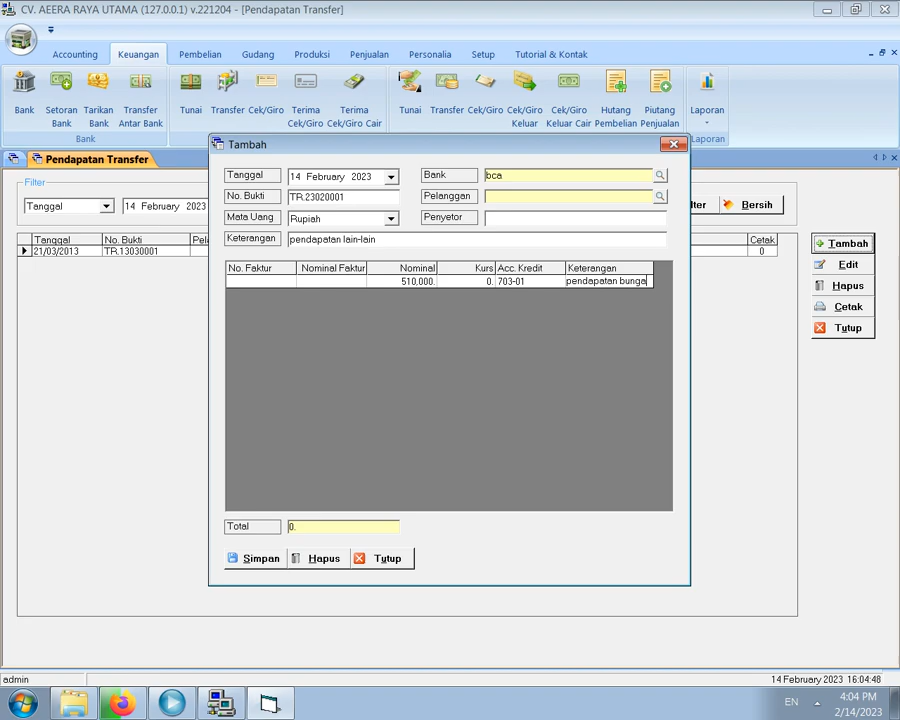 CV. AEERA RAYA UTAMA (127.0.0.1) v.221204 - [Pendapatan Transfer]
Accounting Keuangan Pembelian Gudang Produksi Penjualan Personalia Setup Tutorial & Kontak
Bank Setoran Bank Tarikan Bank Transfer Antar Bank Tunai Transfer Cek/Giro Terima Cek/Giro Terima Cek/Giro Cair Tunai Transfer Cek/Giro Cek/Giro Keluar Cek/Giro Keluar Cair Hutang Pembelian Piutang Penjualan Laporan
Bank Laporan
Pendapatan Transfer
Filter
Tanggal 14 February 2023 lter Bersih
Tanggal No. Bukti Pel Cetak
21/03/2013 TR.13030001 0
Tambah
Edit
Hapus
Cetak
Tutup
Tambah
Tanggal 14 February 2023 Bank bca
No. Bukti TR.23020001 Pelanggan
Mata Uang Rupiah Penyetor
Keterangan pendapatan lain-lain
No. Faktur Nominal Faktur Nominal Kurs Acc. Kredit Keterangan
510,000. 0. 703-01 pendapatan bunga
Total 0.
Simpan Hapus Tutup
admin 14 February 2023 16:04:48
EN 4:04 PM
2/14/2023